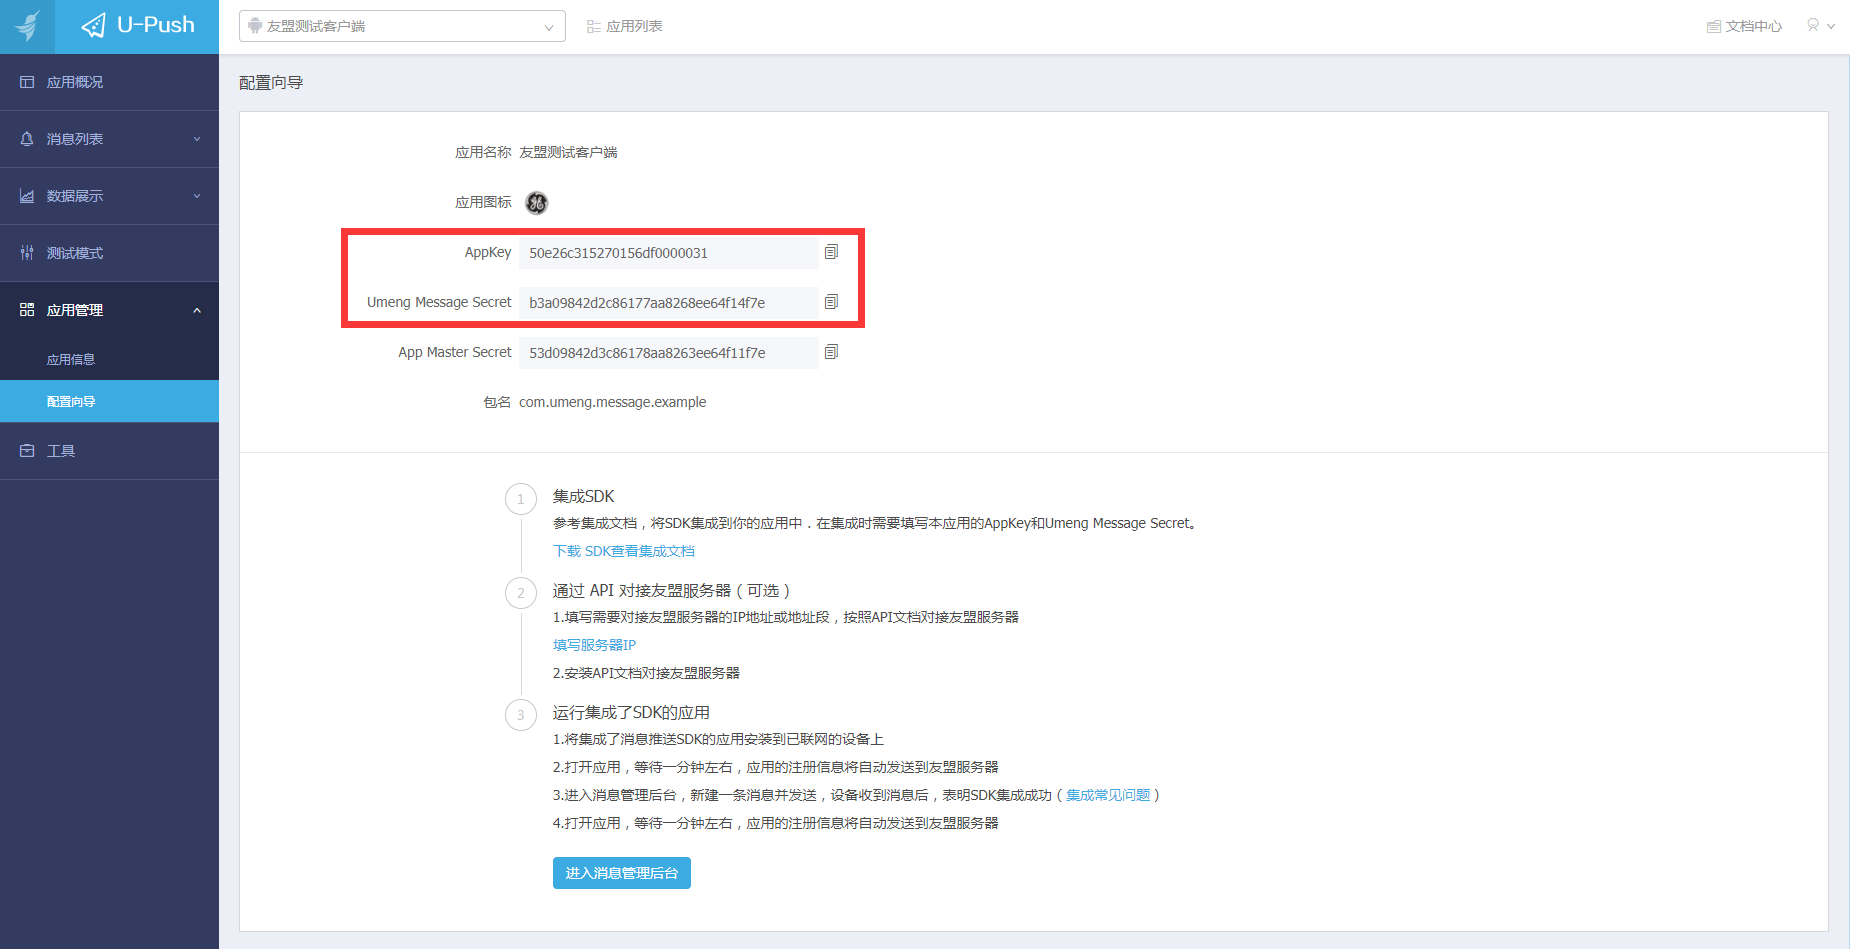 U-Push
友盟测试客户端
应用列表
文档中心
应用概况
消息列表
数据展示
测试模式
应用管理
应用信息
配置向导
工具
配置向导
应用名称 友盟测试客户端
应用图标
AppKey 50e26c315270156df0000031
Umeng Message Secret b3a09842d2c86177aa8268ee64f14f7e
App Master Secret 53d09842d3c86178aa8263ee64f11f7e
包名 com.umeng.message.example
1 集成SDK
参考集成文档，将SDK集成到你的应用中．在集成时需要填写本应用的AppKey和Umeng Message Secret。
下载 SDK查看集成文档
2 通过 API 对接友盟服务器（可选）
1.填写需要对接友盟服务器的IP地址或地址段，按照API文档对接友盟服务器
填写服务器IP
2.安装API文档对接友盟服务器
3 运行集成了SDK的应用
1.将集成了消息推送SDK的应用安装到已联网的设备上
2.打开应用，等待一分钟左右，应用的注册信息将自动发送到友盟服务器
3.进入消息管理后台，新建一条消息并发送，设备收到消息后，表明SDK集成成功（集成常见问题）
4.打开应用，等待一分钟左右，应用的注册信息将自动发送到友盟服务器
进入消息管理后台